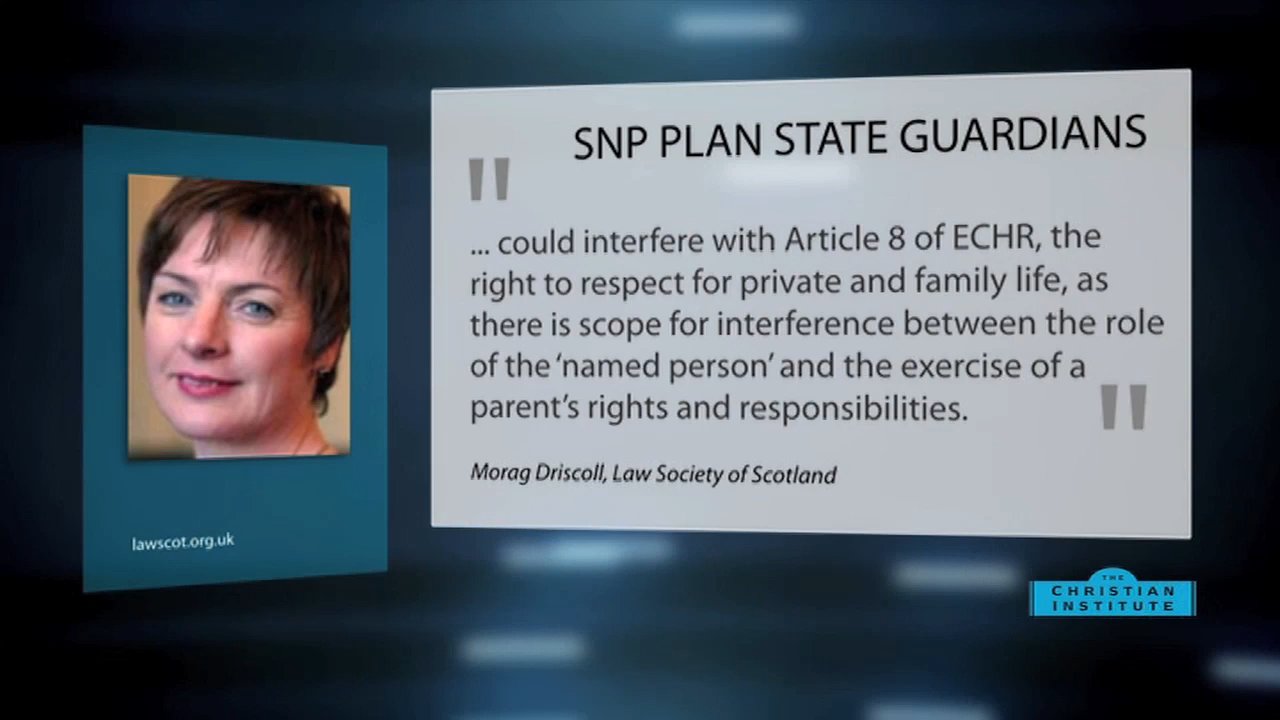 SNP PLAN STATE GUARDIANS
"
... could interfere with Article 8 of ECHR, the
right to respect for private and family life, as
there is scope for interference between the role
of the ‘named person’ and the exercise of a
parent’s rights and responsibilities.
"
Morag Driscoll, Law Society of Scotland
lawscot.org.uk
THE
CHRISTIAN
INSTITUTE